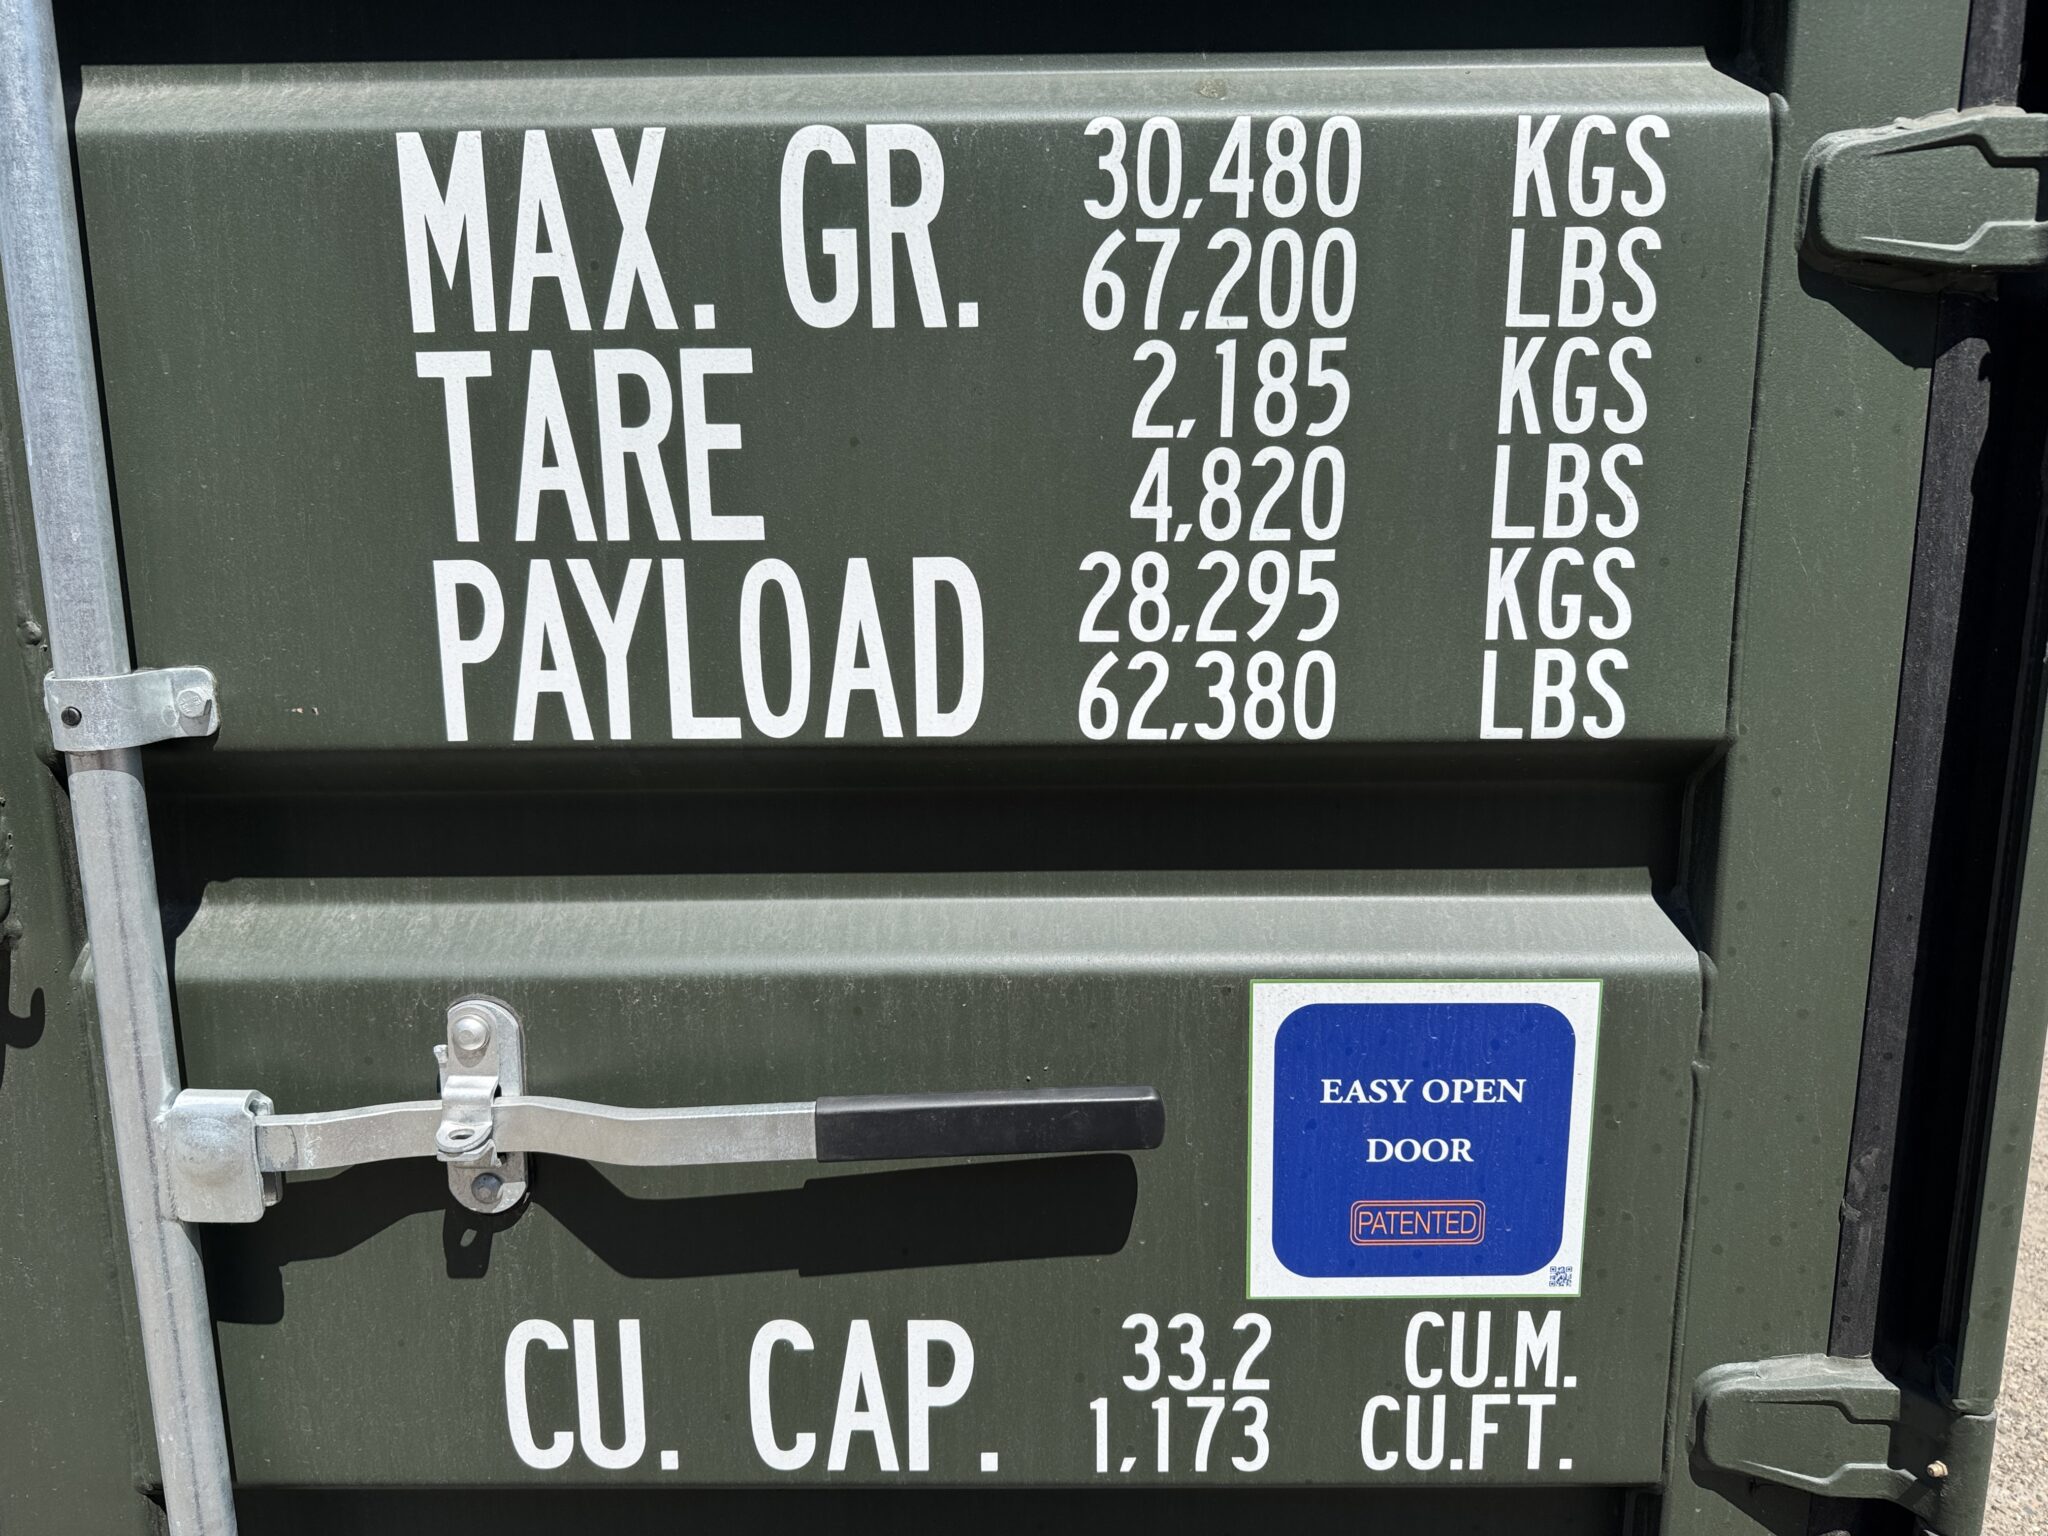 MAX. GR. 30,480 KGS
67,200 LBS
TARE 2,185 KGS
4,820 LBS
PAYLOAD 28,295 KGS
62,380 LBS
EASY OPEN
DOOR
PATENTED
CU. CAP. 33.2 CU.M.
1,173 CU.FT.